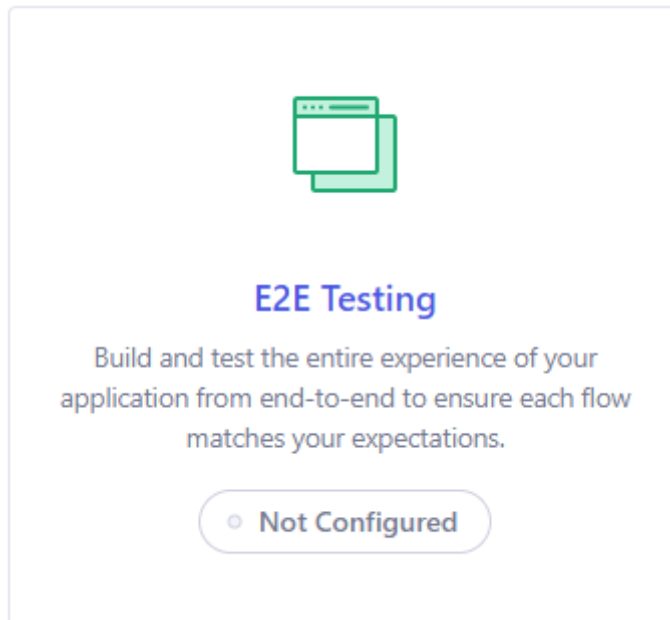 E2E Testing
Build and test the entire experience of your
application from end-to-end to ensure each flow
matches your expectations.
Not Configured